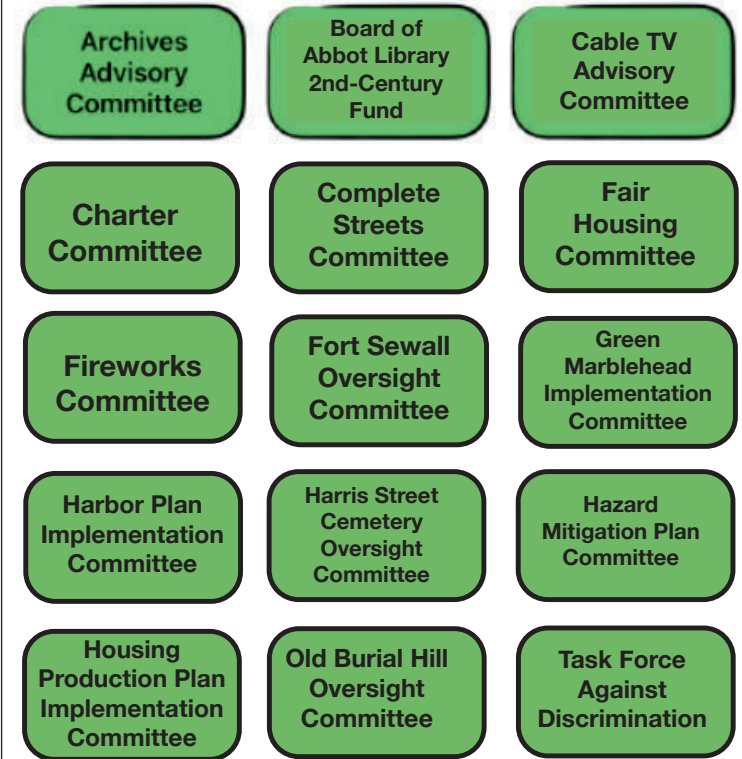 Archives
Advisory
Committee
Board of
Abbot Library
2nd-Century
Fund
Cable TV
Advisory
Committee
Charter
Committee
Complete
Streets
Committee
Fair
Housing
Committee
Fireworks
Committee
Fort Sewall
Oversight
Committee
Green
Marblehead
Implementation
Committee
Harbor Plan
Implementation
Committee
Harris Street
Cemetery
Oversight
Committee
Hazard
Mitigation Plan
Committee
Housing
Production Plan
Implementation
Committee
Old Burial Hill
Oversight
Committee
Task Force
Against
Discrimination